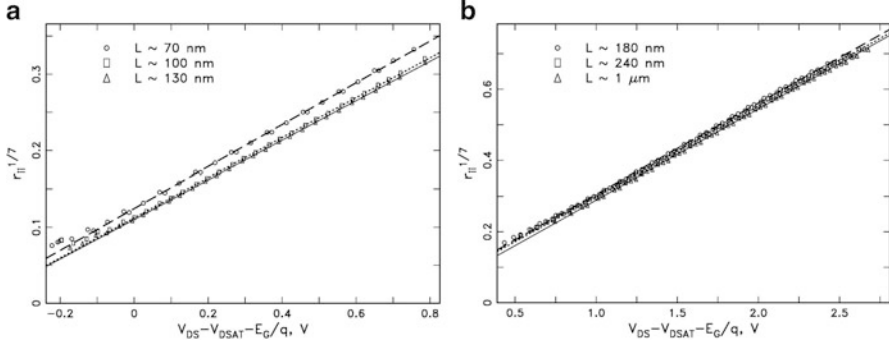 a
L ~ 70 nm
L ~ 100 nm
L ~ 130 nm
r_II^1/7
0.3
0.2
0.1
0
−0.2
0
0.2
0.4
0.6
0.8
V_DS−V_DSAT−E_G/q, V
b
L ~ 180 nm
L ~ 240 nm
L ~ 1 μm
r_II^1/7
0.8
0.6
0.4
0.2
0
0.5
1.0
1.5
2.0
2.5
V_DS−V_DSAT−E_G/q, V